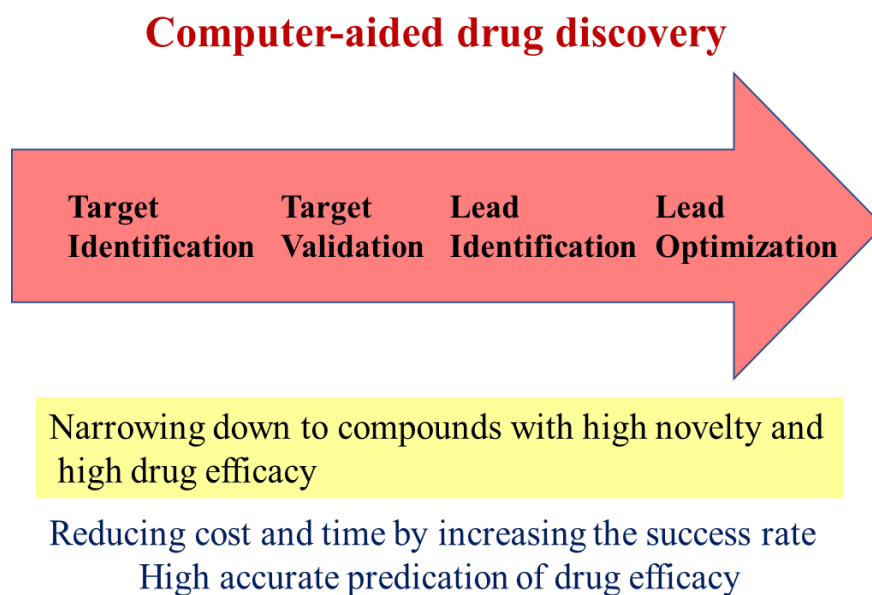 Computer-aided drug discovery
Target Target Lead Lead
Identification Validation Identification Optimization
Narrowing down to compounds with high novelty and
high drug efficacy
Reducing cost and time by increasing the success rate
High accurate predication of drug efficacy